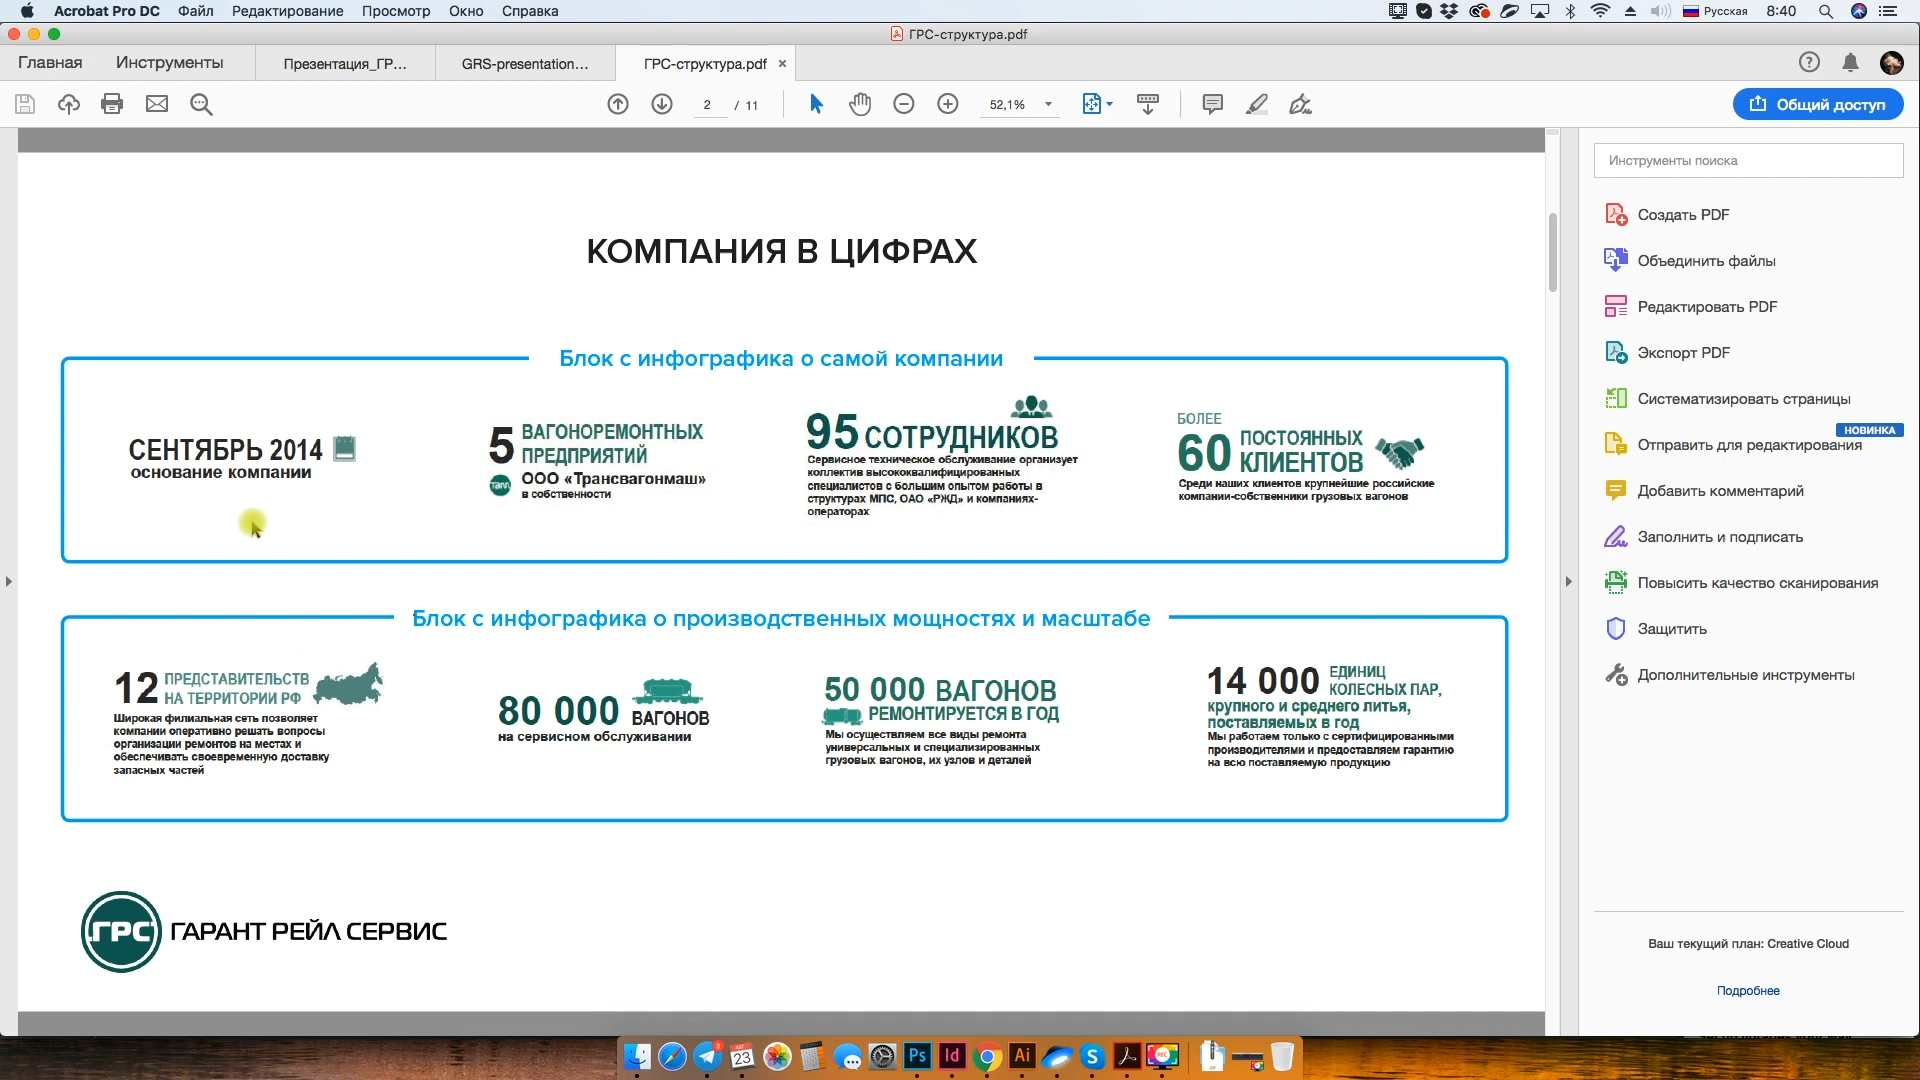 Acrobat Pro DC Файл Редактирование Просмотр Окно Справка Русская 8:40
ГРС-структура.pdf
Главная Инструменты Презентация_ГР... GRS-presentation... ГРС-структура.pdf ×
2 / 11 52,1% Общий доступ
Инструменты поиска
Создать PDF
Объединить файлы
Редактировать PDF
Экспорт PDF
Систематизировать страницы
НОВИНКА
Отправить для редактирования
Добавить комментарий
Заполнить и подписать
Повысить качество сканирования
Защитить
Дополнительные инструменты
Ваш текущий план: Creative Cloud
Подробнее
КОМПАНИЯ В ЦИФРАХ
Блок с инфографика о самой компании
СЕНТЯБРЬ 2014
основание компании
5 ВАГОНОРЕМОНТНЫХ
ПРЕДПРИЯТИЙ
ООО «Трансвагонмаш»
в собственности
95 СОТРУДНИКОВ
Сервисное техническое обслуживание организует
коллектив высококвалифицированных
специалистов с большим опытом работы в
структурах МПС, ОАО «РЖД» и компаниях-
операторах
БОЛЕЕ
60 ПОСТОЯННЫХ
КЛИЕНТОВ
Среди наших клиентов крупнейшие российские
компании-собственники грузовых вагонов
Блок с инфографика о производственных мощностях и масштабе
12 ПРЕДСТАВИТЕЛЬСТВ
НА ТЕРРИТОРИИ РФ
Широкая филиальная сеть позволяет
компании оперативно решать вопросы
организации ремонтов на местах и
обеспечивать своевременную доставку
запасных частей
80 000 ВАГОНОВ
на сервисном обслуживании
50 000 ВАГОНОВ
РЕМОНТИРУЕТСЯ В ГОД
Мы осуществляем все виды ремонта
универсальных и специализированных
грузовых вагонов, их узлов и деталей
14 000 ЕДИНИЦ
КОЛЕСНЫХ ПАР,
крупного и среднего литья,
поставляемых в год
Мы работаем только с сертифицированными
производителями и предоставляем гарантию
на всю поставляемую продукцию
ГРС ГАРАНТ РЕЙЛ СЕРВИС
3 23 Ps Id Ai S